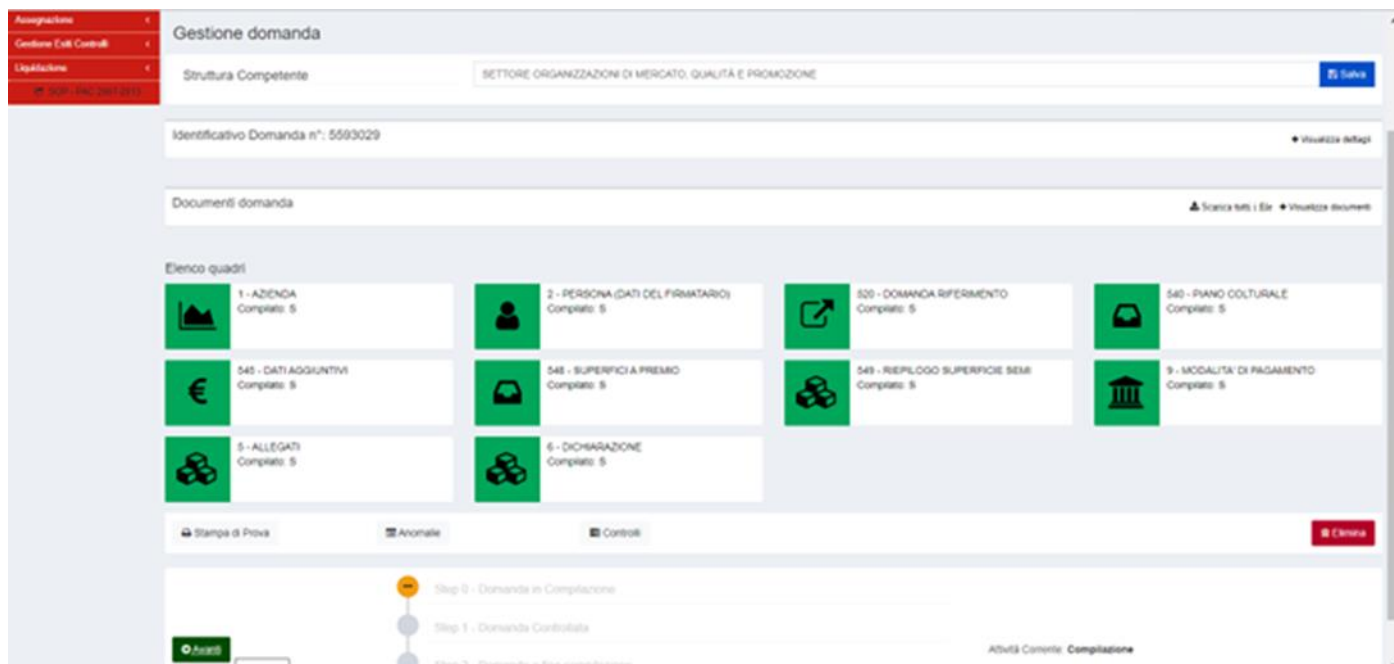 Assegnazione
Gestione Esiti Controlli
Liquidazione
Gestione domanda
Struttura Competente
SETTORE ORGANIZZAZIONI DI MERCATO, QUALITÀ E PROMOZIONE
Salva
Identificativo Domanda n°: 5593029
Visualizza dettagli
Documenti domanda
Scarica tutti i file
Visualizza documenti
Elenco quadri
1 - AZIENDA
Compilato: S
2 - PERSONA (DATI DEL FIRMATARIO)
Compilato: S
520 - DOMANDA RIFERIMENTO
Compilato: S
540 - PIANO COLTURALE
Compilato: S
545 - DATI AGGIUNTIVI
Compilato: S
548 - SUPERFICI A PREMIO
Compilato: S
549 - RIEPILOGO SUPERFICIE SEMI
Compilato: S
9 - MODALITA' DI PAGAMENTO
Compilato: S
5 - ALLEGATI
Compilato: S
6 - DICHIARAZIONE
Compilato: S
Stampa di Prova
Anomalie
Controlli
Elimina
Step 0 - Domanda in Compilazione
Step 1 - Domanda Controllata
Avanti
Attività Corrente: Compilazione